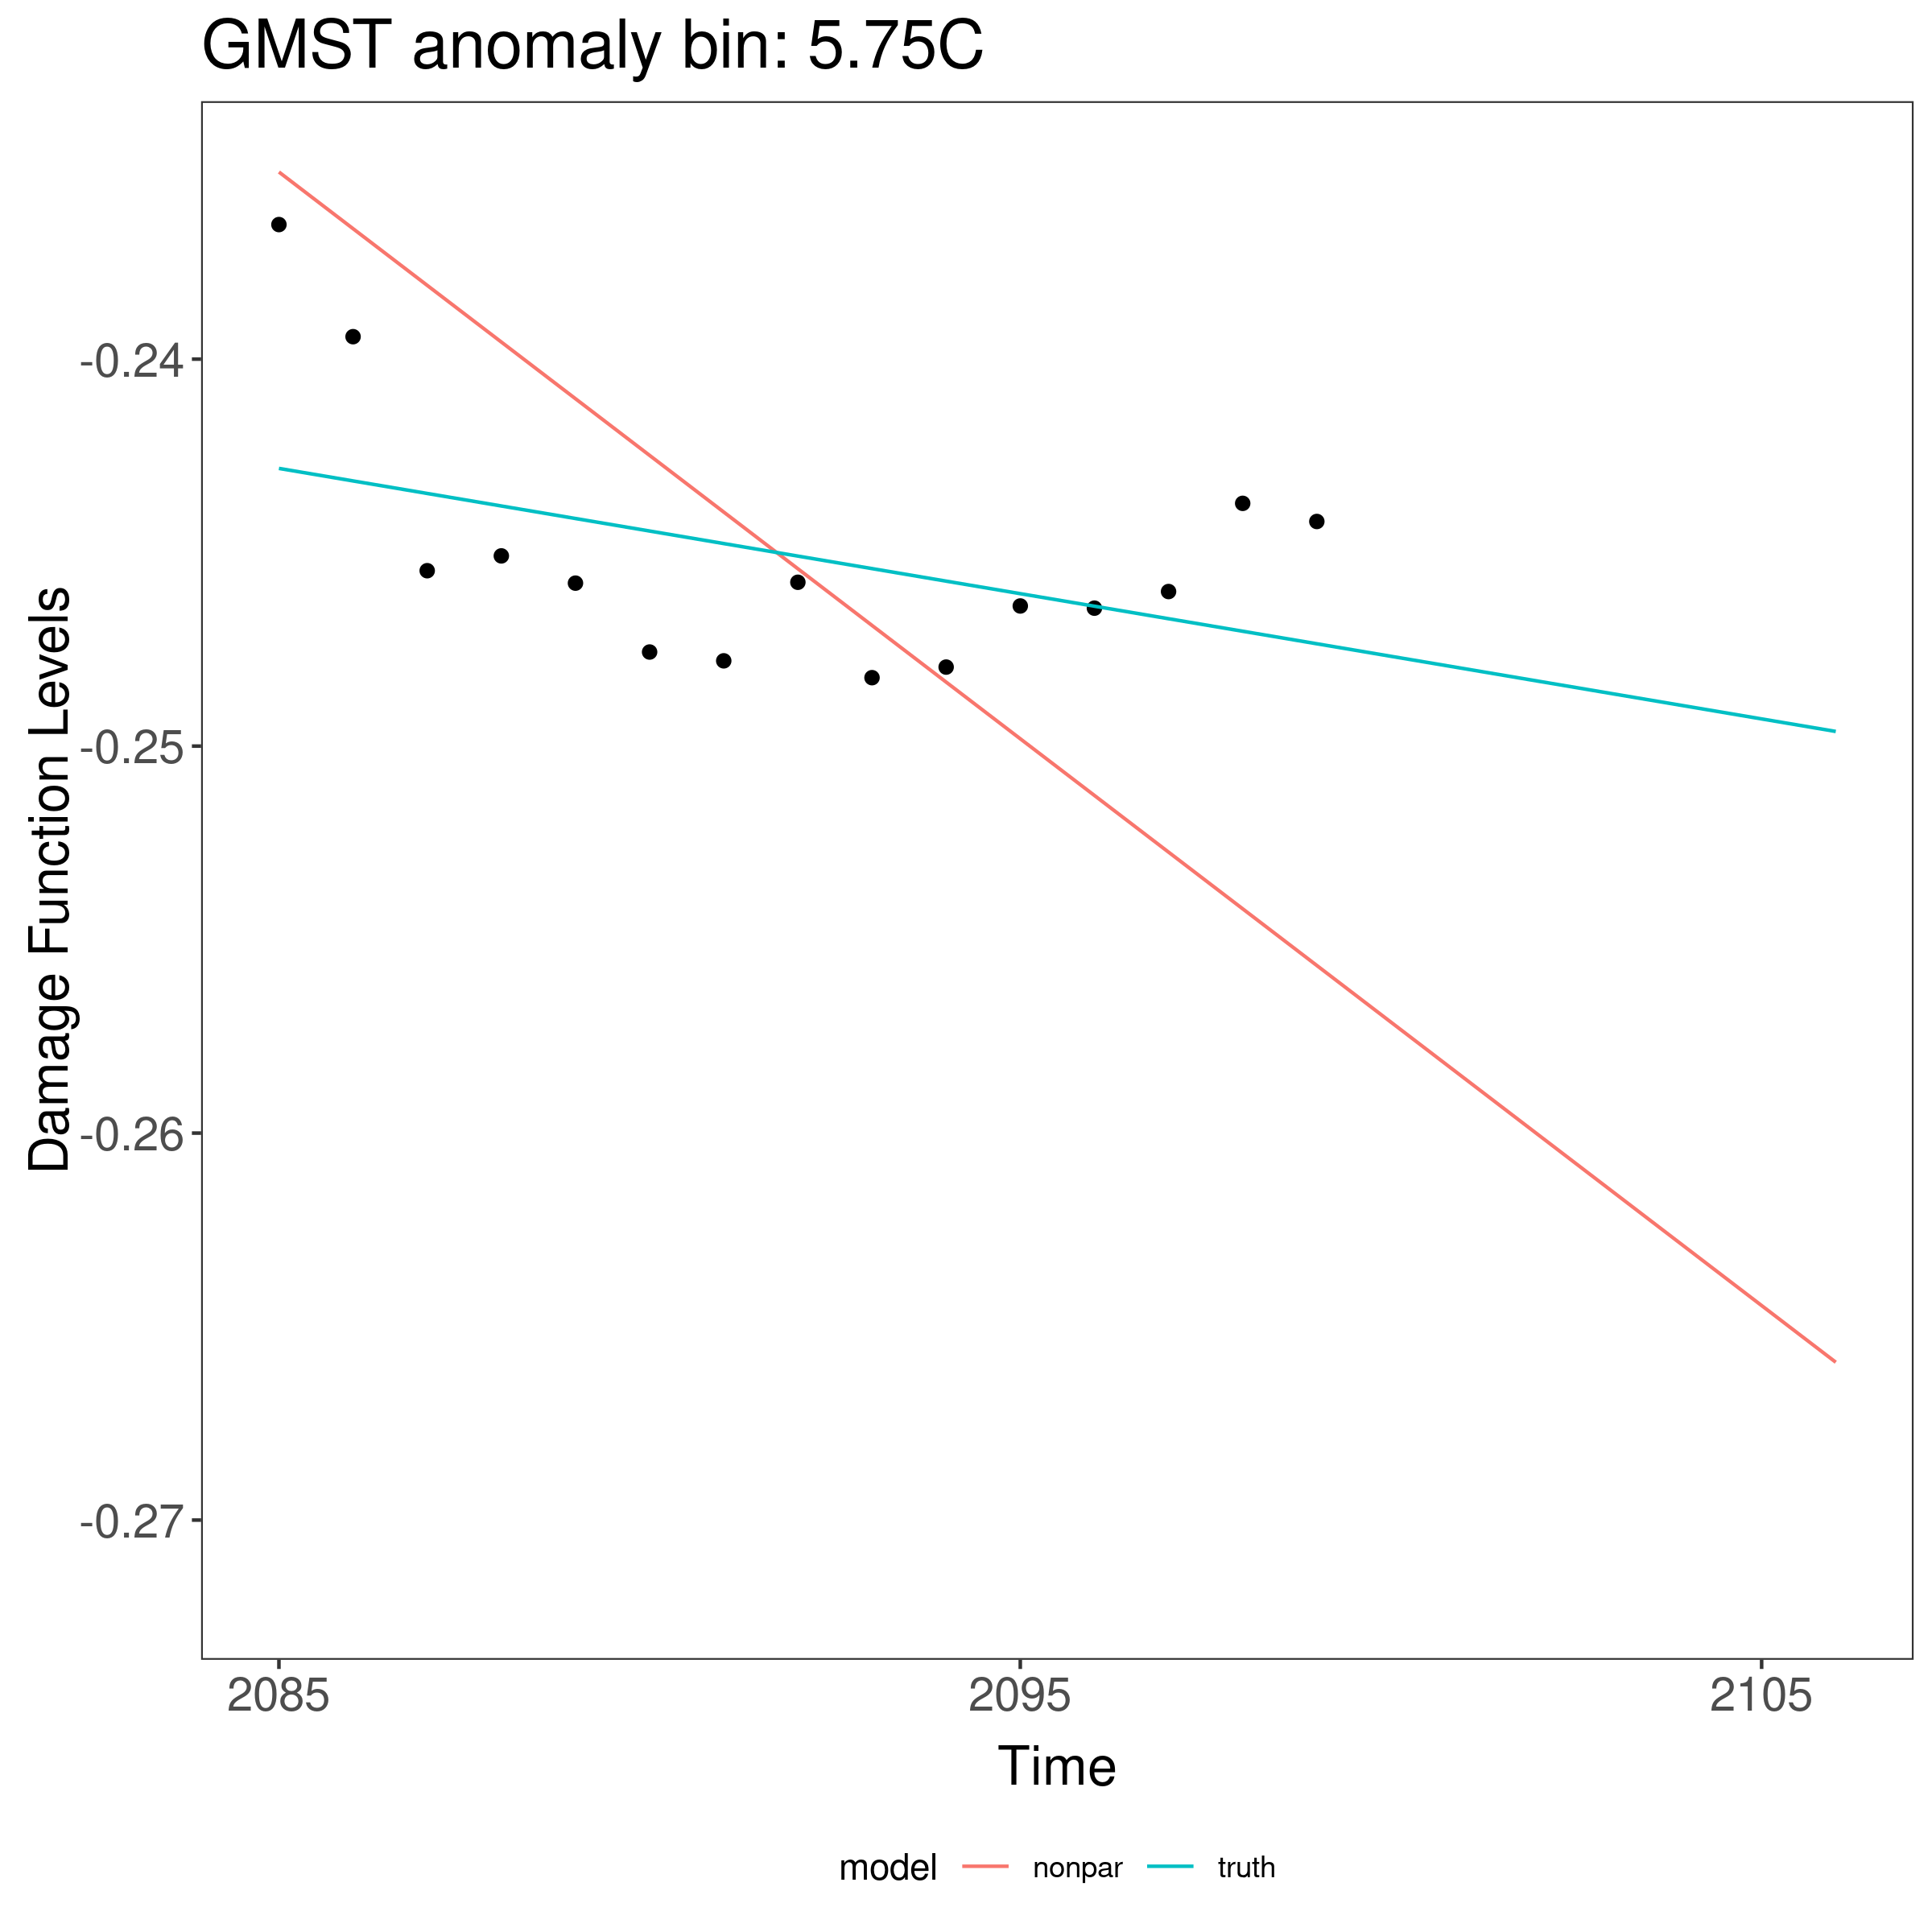 GMST anomaly bin: 5.75C
Damage Function Levels
-0.24
-0.25
-0.26
-0.27
2085 2095 2105
Time
model nonpar truth